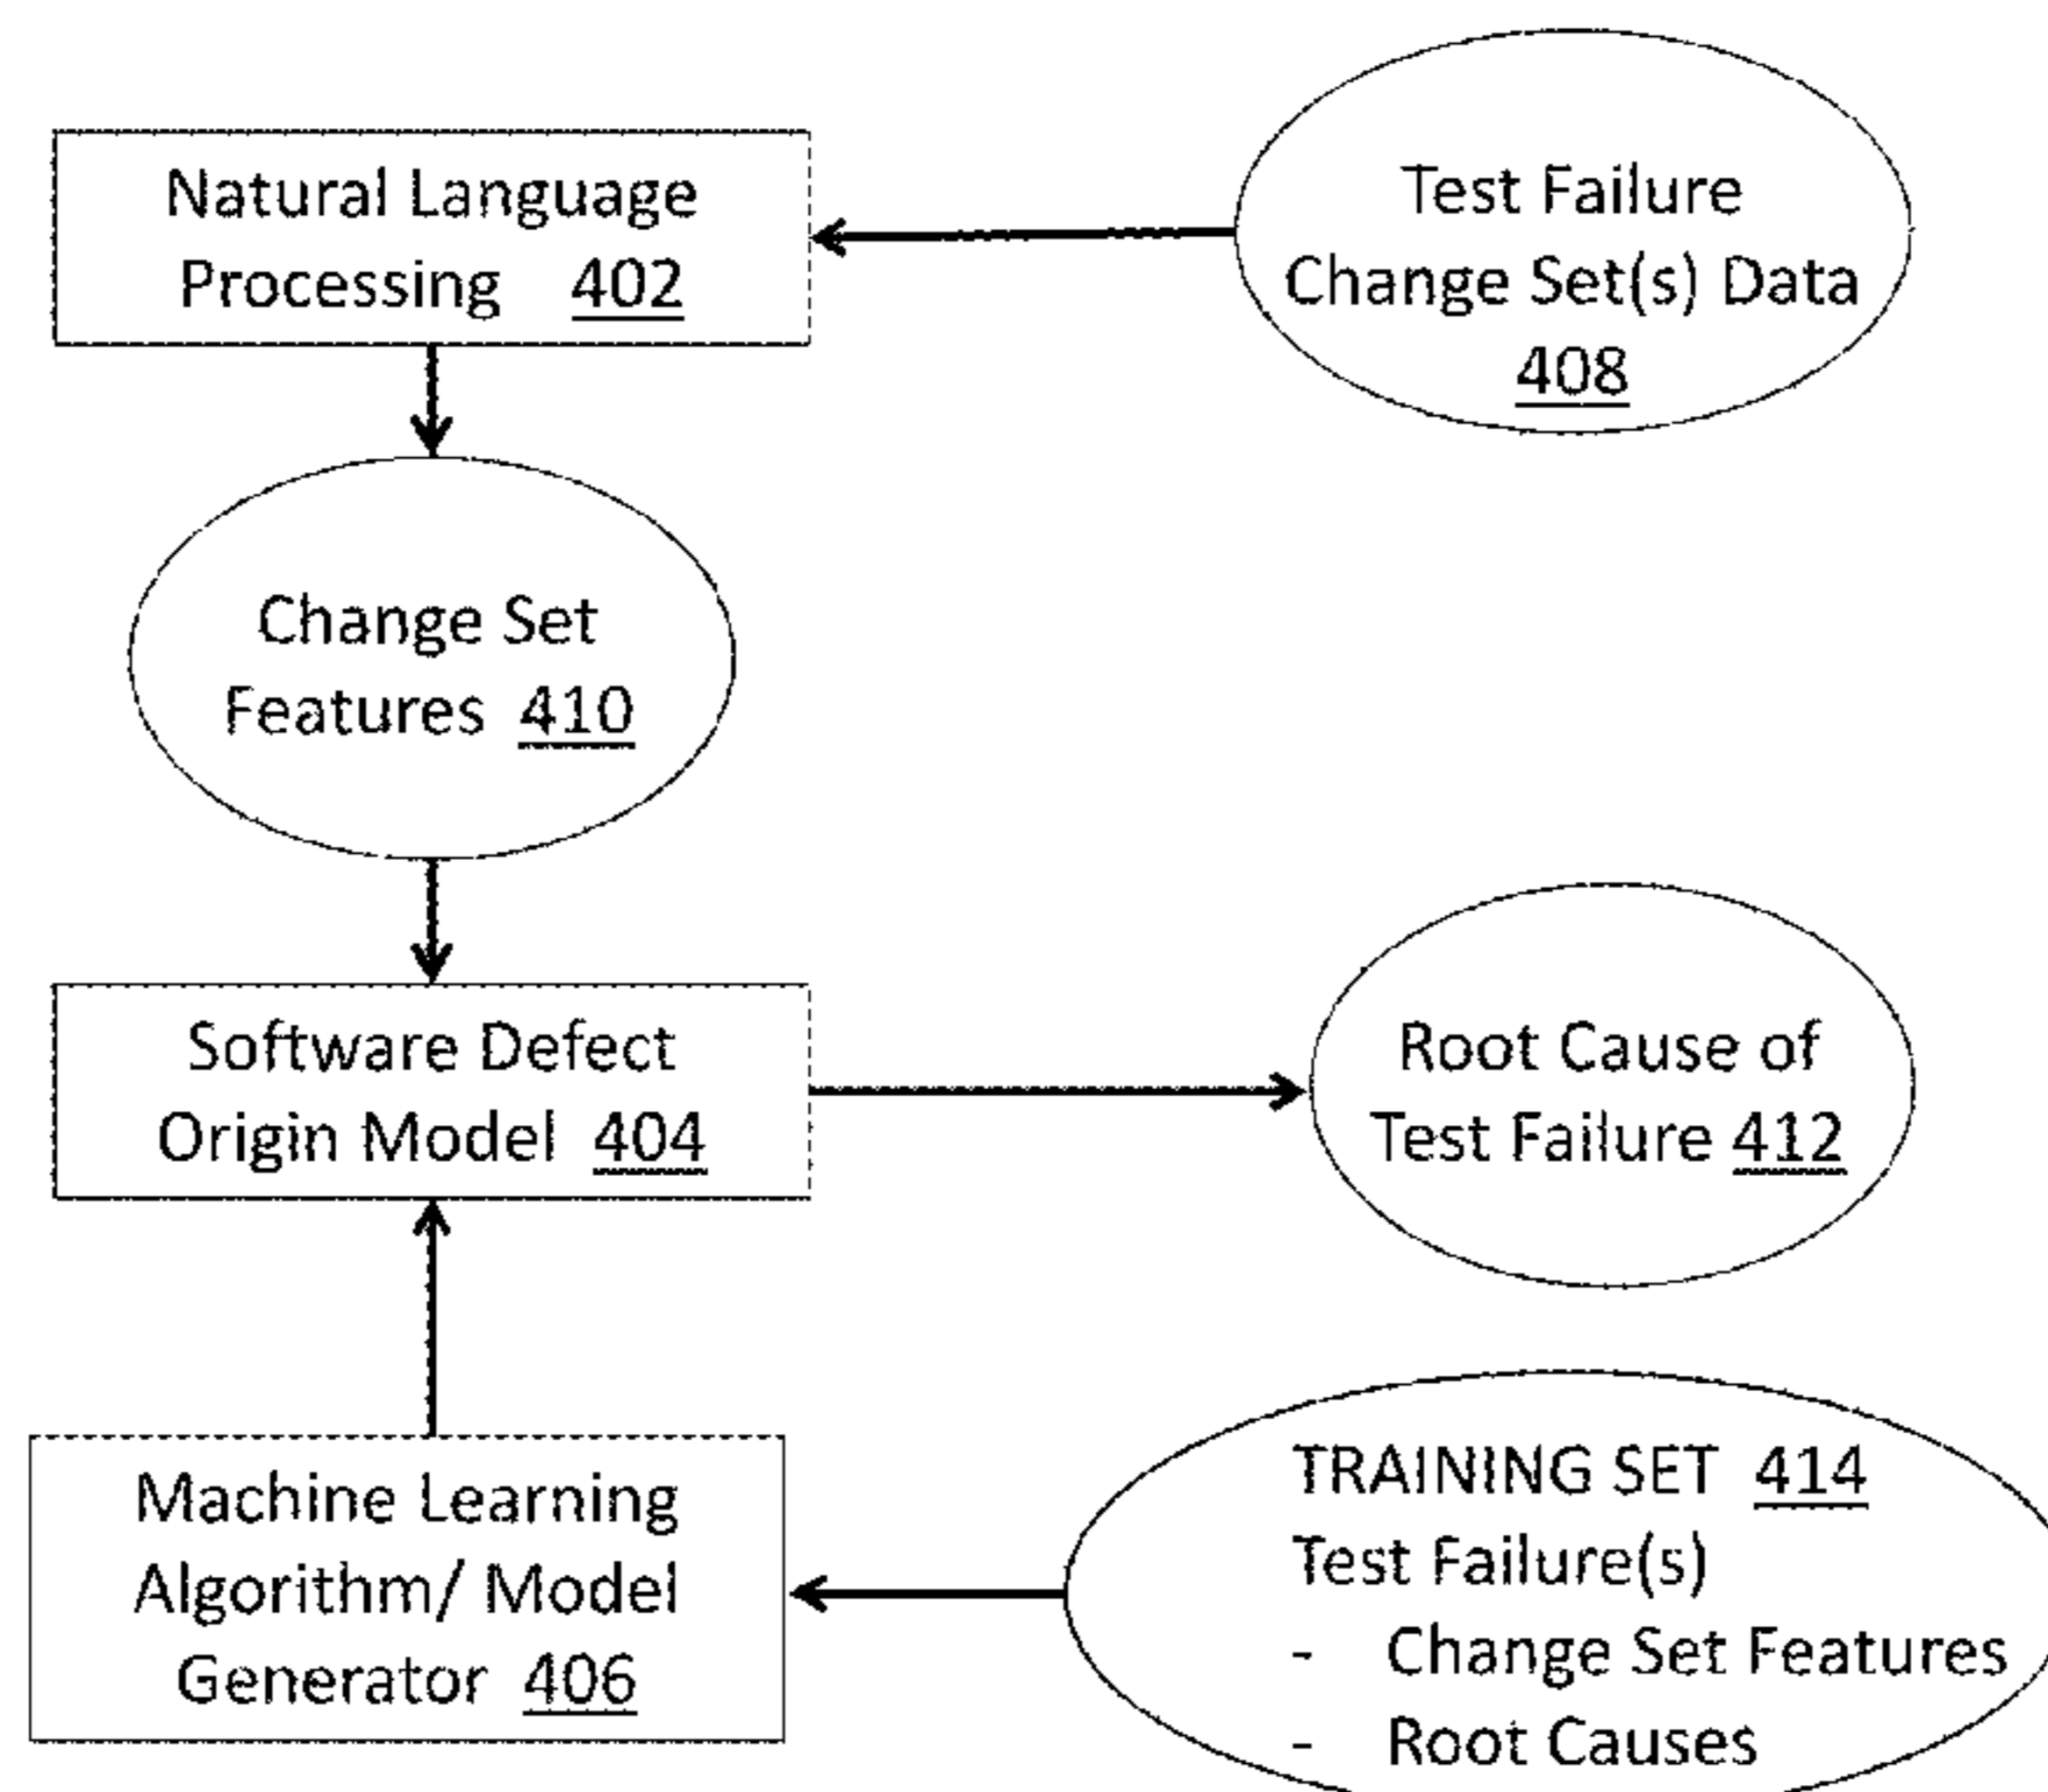 Natural Language
Processing 402
Test Failure
Change Set(s) Data
408
Change Set
Features 410
Software Defect
Origin Model 404
Root Cause of
Test Failure 412
Machine Learning
Algorithm/ Model
Generator 406
TRAINING SET 414
Test Failure(s)
- Change Set Features
- Root Causes